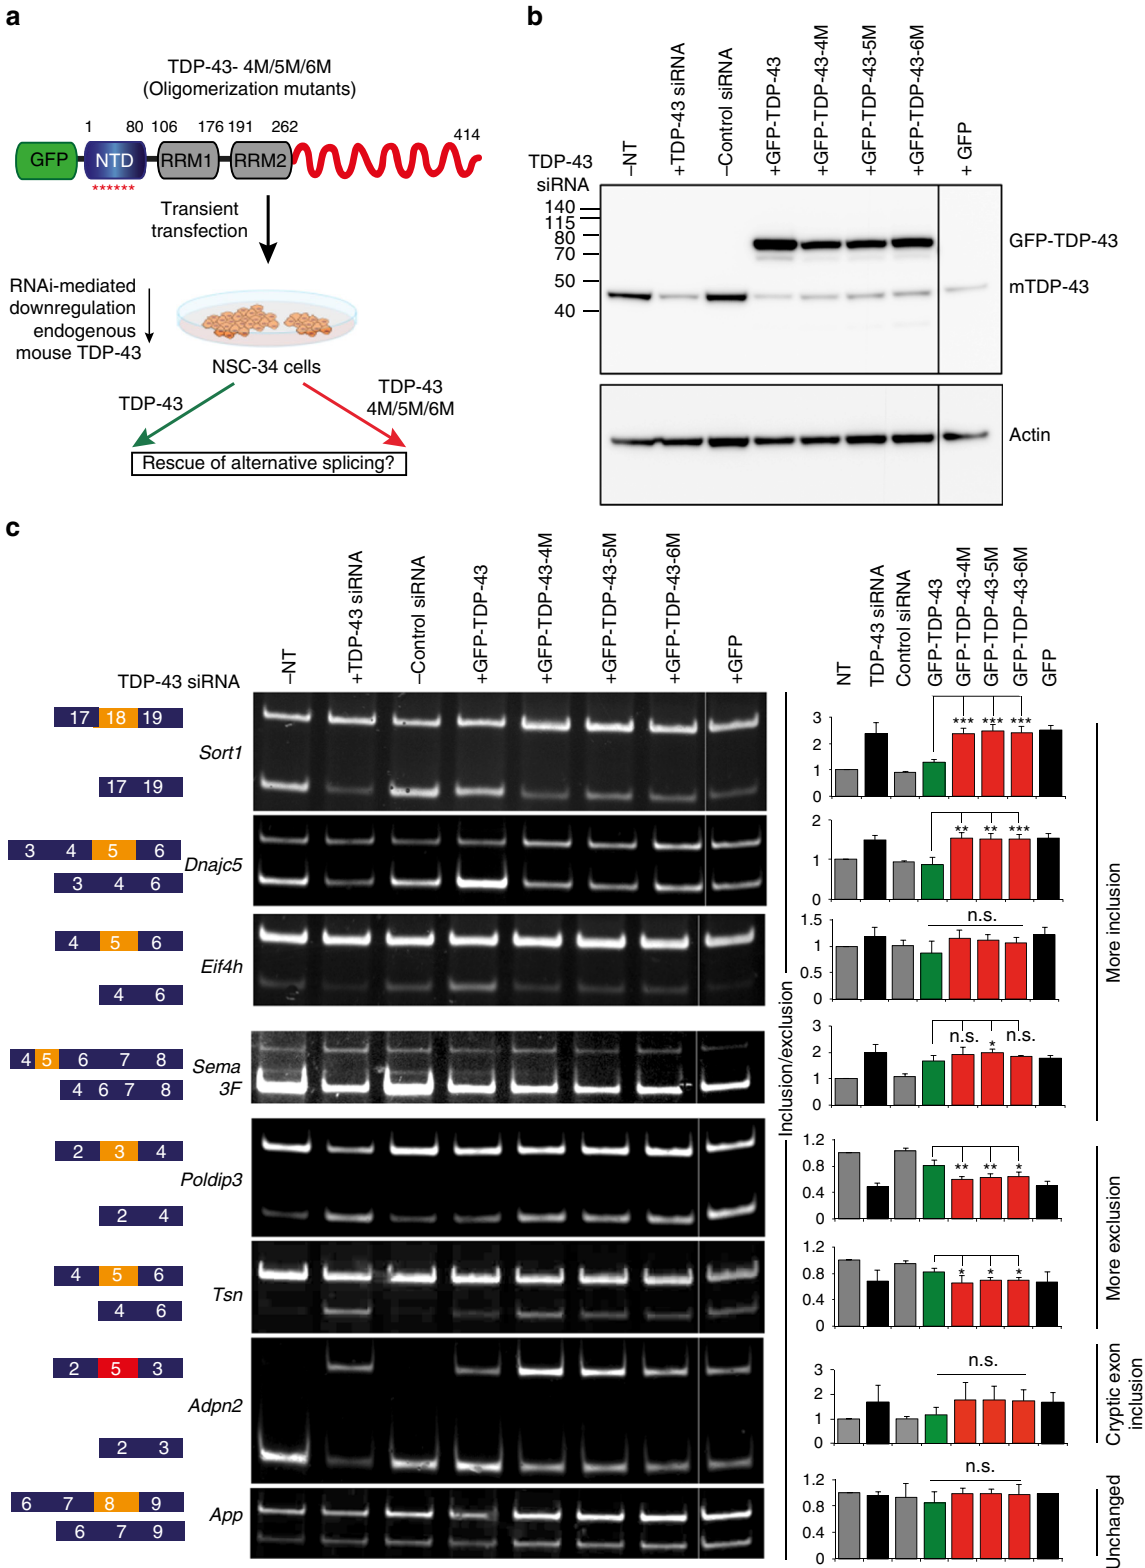 a
TDP-43- 4M/5M/6M
(Oligomerization mutants)
1 80 106 176 191 262 414
GFP NTD RRM1 RRM2
******
Transient
transfection
RNAi-mediated
downregulation
endogenous
mouse TDP-43
NSC-34 cells
TDP-43
TDP-43
4M/5M/6M
Rescue of alternative splicing?
b
TDP-43
siRNA
–NT
+TDP-43 siRNA
–Control siRNA
+GFP-TDP-43
+GFP-TDP-43-4M
+GFP-TDP-43-5M
+GFP-TDP-43-6M
+ GFP
140
115
80
70
50
40
GFP-TDP-43
mTDP-43
Actin
c
TDP-43 siRNA
–NT
+TDP-43 siRNA
–Control siRNA
+GFP-TDP-43
+GFP-TDP-43-4M
+GFP-TDP-43-5M
+GFP-TDP-43-6M
+GFP
NT
TDP-43 siRNA
Control siRNA
GFP-TDP-43
GFP-TDP-43-4M
GFP-TDP-43-5M
GFP-TDP-43-6M
GFP
17 18 19
Sort1
17 19
3
2
1
0
*** *** ***
3 4 5 6
Dnajc5
3 4 6
2
1
0
** ** ***
4 5 6
Eif4h
4 6
1.5
1
0.5
0
n.s.
4 5 6 7 8
Sema
3F
4 6 7 8
3
2
1
0
n.s. * n.s.
2 3 4
Poldip3
2 4
1.2
0.8
0.4
0
** ** *
4 5 6
Tsn
4 6
1.2
0.8
0.4
0
* * *
2 5 3
Adpn2
2 3
3
2
1
0
n.s.
6 7 8 9
App
6 7 9
1.2
0.8
0.4
0
n.s.
Inclusion/exclusion
More inclusion
More exclusion
Cryptic exon
inclusion
Unchanged